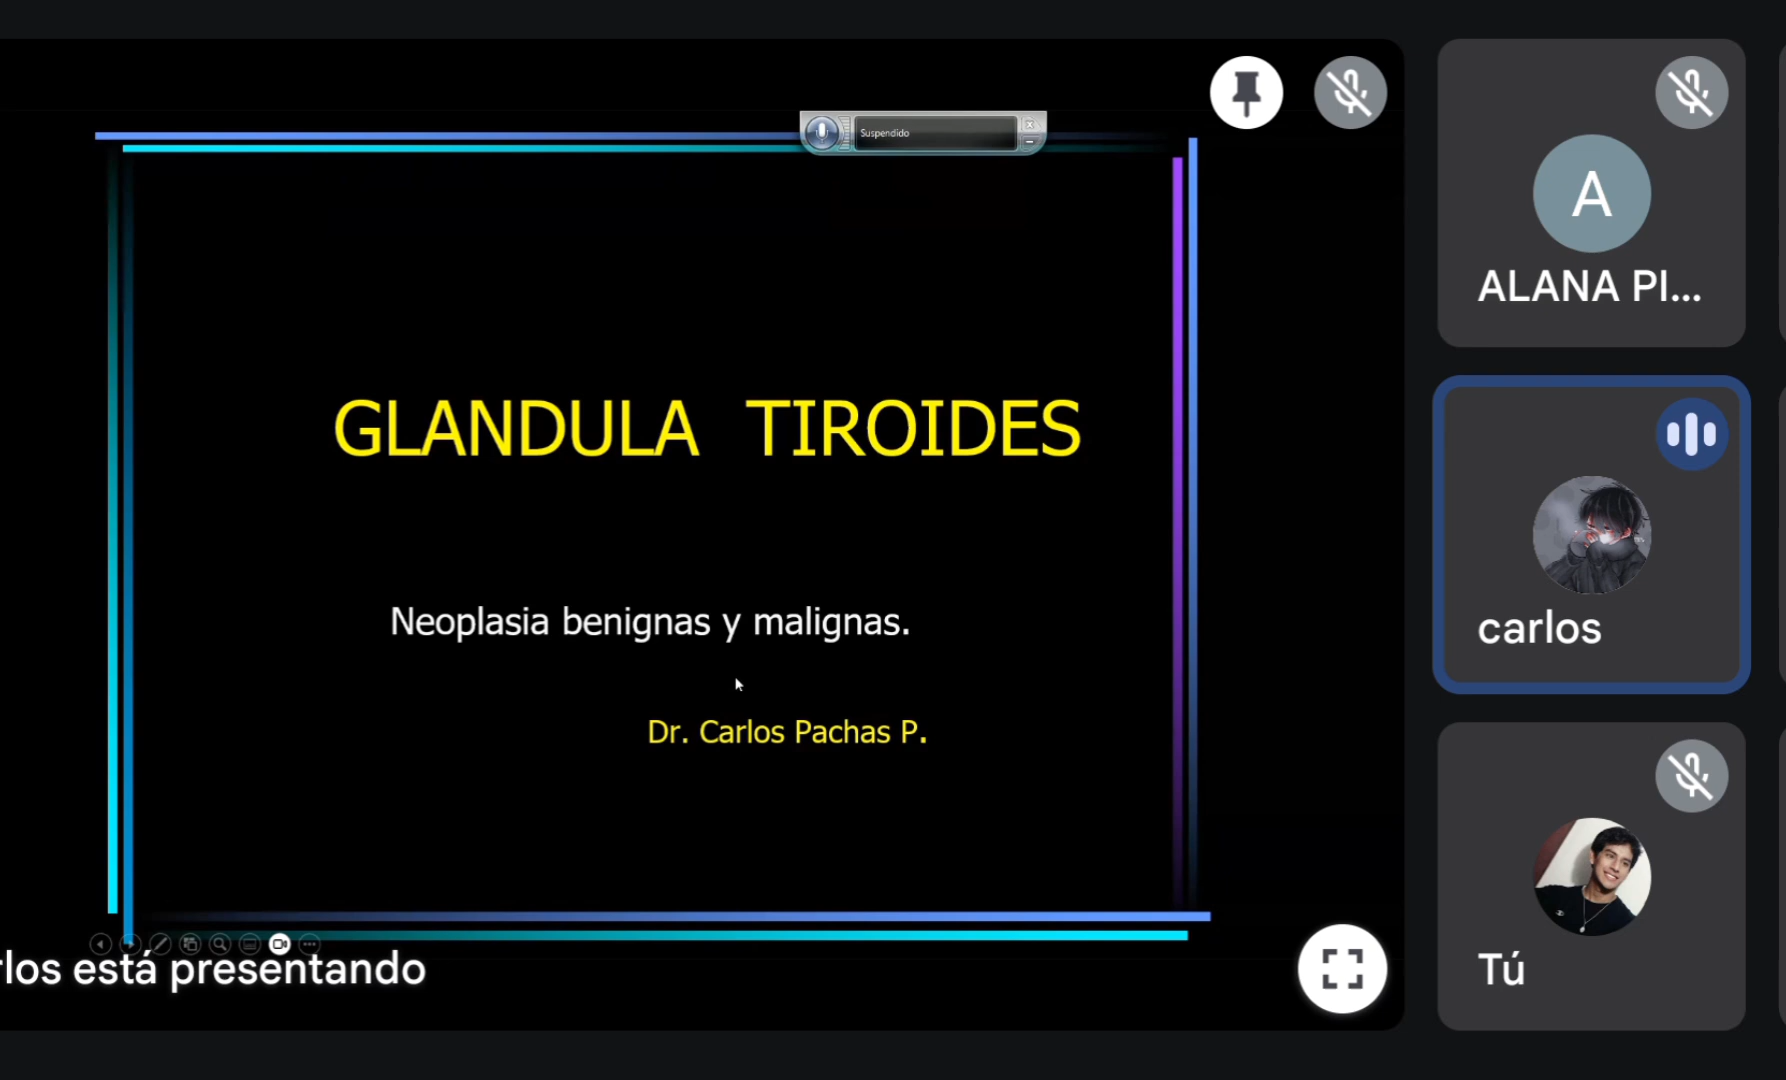 Suspendido
GLANDULA TIROIDES
Neoplasia benignas y malignas.
Dr. Carlos Pachas P.
rlos está presentando
A
ALANA PI...
carlos
Tú